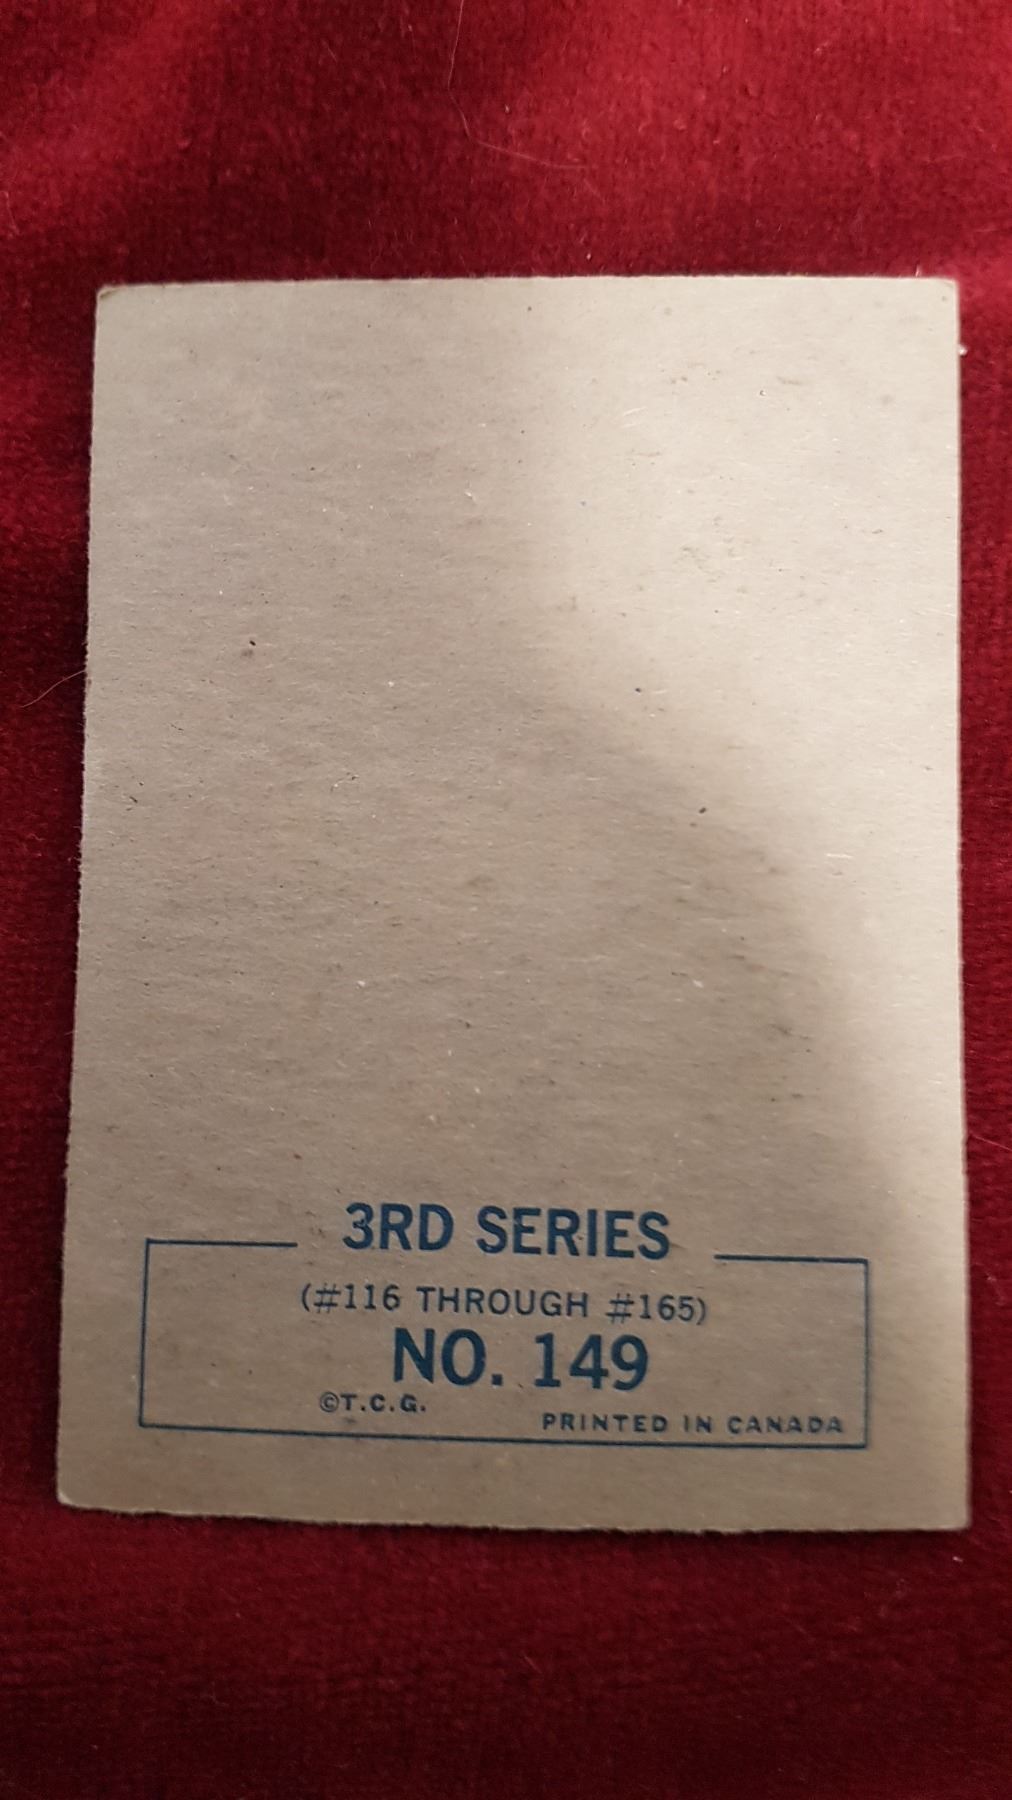 3RD SERIES
(#116 THROUGH #165)
NO. 149
©T.C.G.
PRINTED IN CANADA